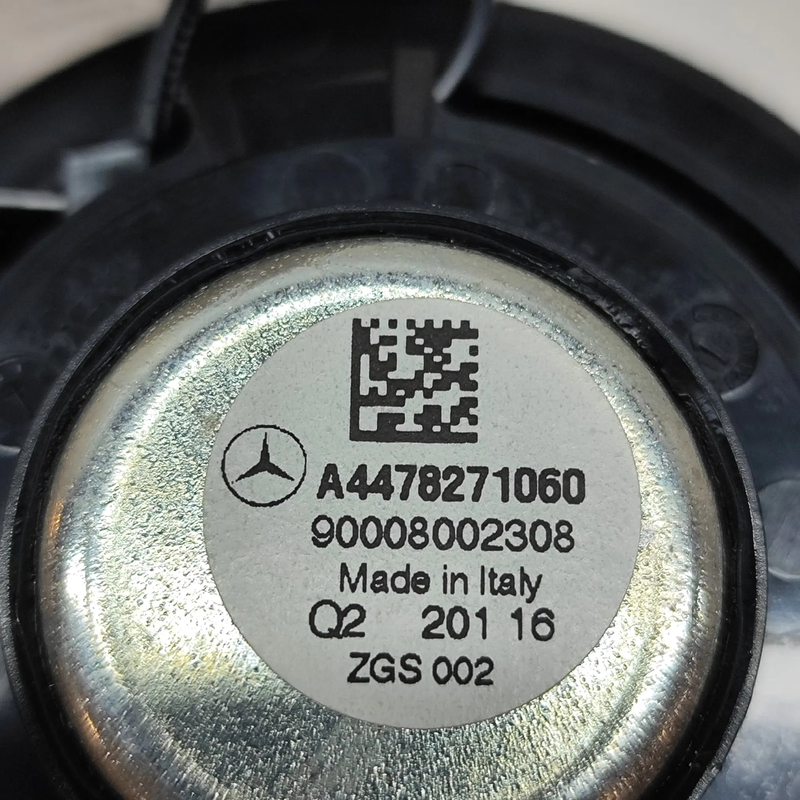 A4478271060
90008002308
Made in Italy
Q2 201 16
ZGS 002